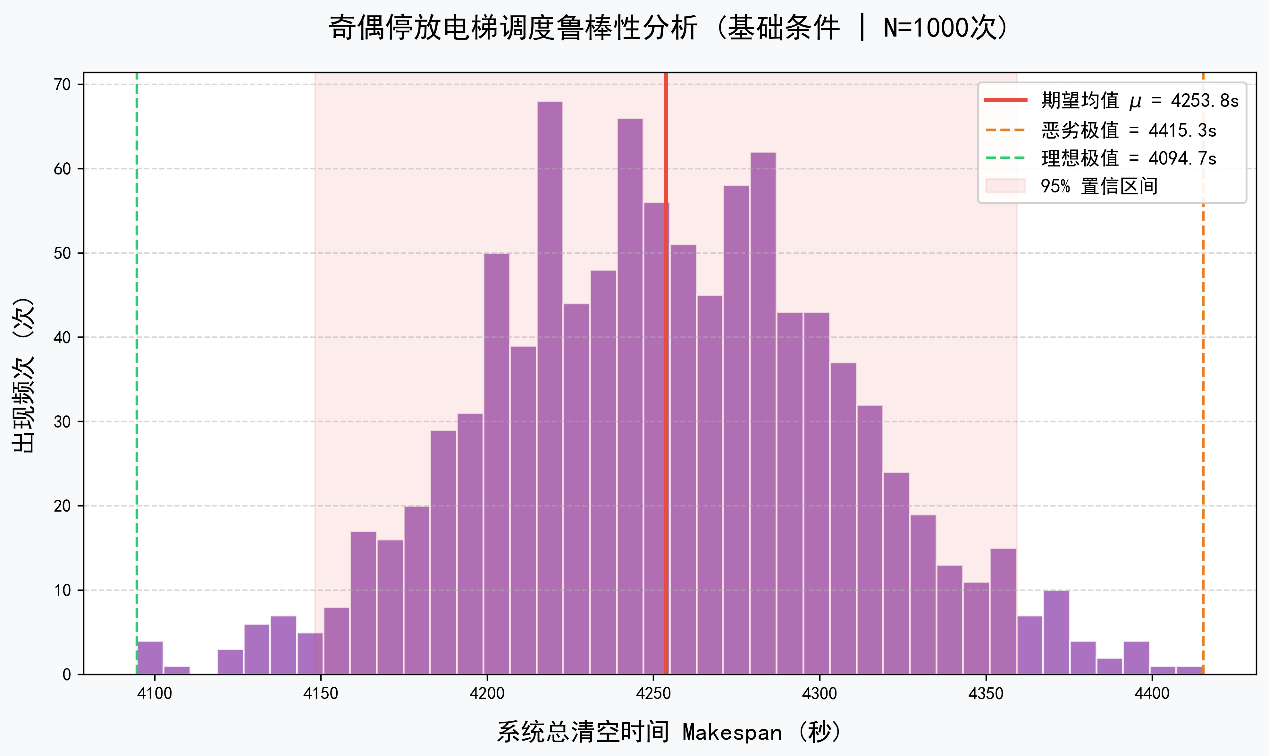 奇偶停放电梯调度鲁棒性分析 (基础条件 | N=1000次)
期望均值 μ = 4253.8s
恶劣极值 = 4415.3s
理想极值 = 4094.7s
95% 置信区间
出现频次 (次)
70
60
50
40
30
20
10
0
4100 4150 4200 4250 4300 4350 4400
系统总清空时间 Makespan (秒)